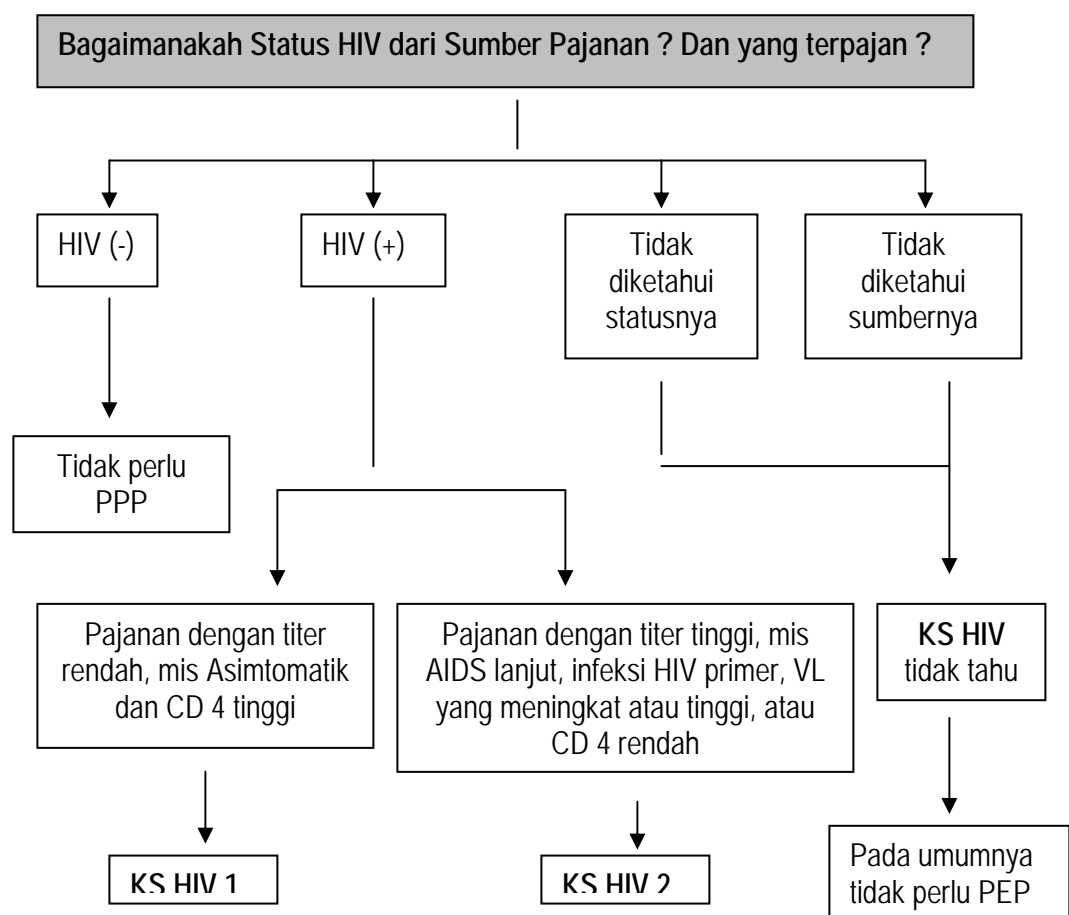 Bagaimanakah Status HIV dari Sumber Pajanan ? Dan yang terpajan ?
HIV (-)
HIV (+)
Tidak
diketahui
statusnya
Tidak
diketahui
sumbernya
Tidak perlu
PPP
Pajanan dengan titer
rendah, mis Asimtomatik
dan CD 4 tinggi
Pajanan dengan titer tinggi, mis
AIDS lanjut, infeksi HIV primer, VL
yang meningkat atau tinggi, atau
CD 4 rendah
KS HIV
tidak tahu
KS HIV 1
KS HIV 2
Pada umumnya
tidak perlu PEP